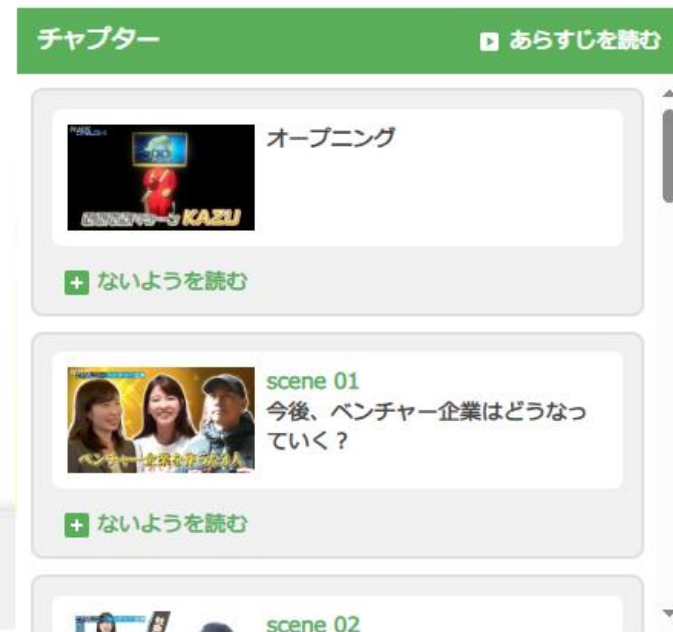 チャプター
あらすじを読む
オープニング
KAZU
ないようを読む
scene 01
今後、ベンチャー企業はどうなっ
ていく？
ないようを読む
scene 02